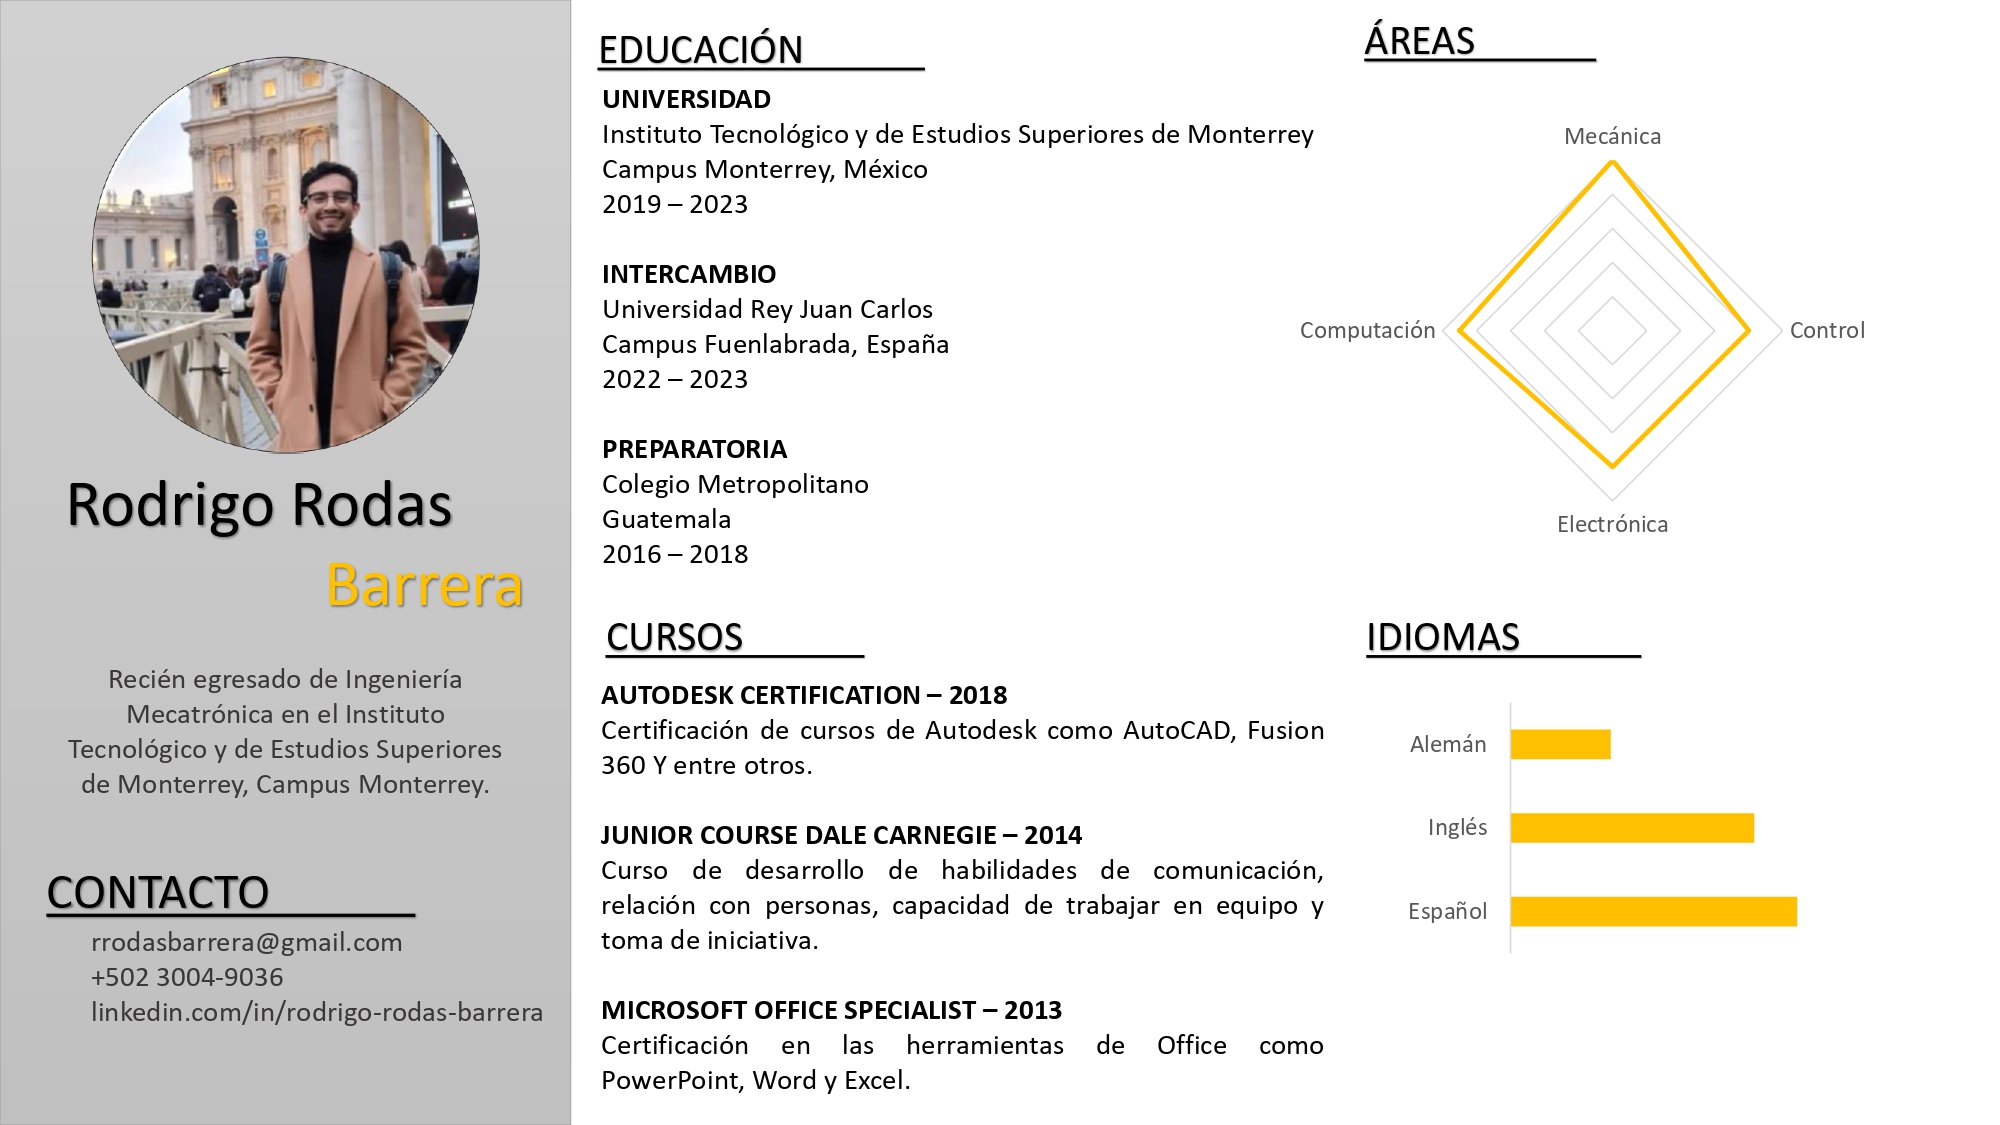 Rodrigo Rodas
Barrera
Recién egresado de Ingeniería
Mecatrónica en el Instituto
Tecnológico y de Estudios Superiores
de Monterrey, Campus Monterrey.
CONTACTO
rrodasbarrera@gmail.com
+502 3004-9036
linkedin.com/in/rodrigo-rodas-barrera
EDUCACIÓN
UNIVERSIDAD
Instituto Tecnológico y de Estudios Superiores de Monterrey
Campus Monterrey, México
2019 – 2023
INTERCAMBIO
Universidad Rey Juan Carlos
Campus Fuenlabrada, España
2022 – 2023
PREPARATORIA
Colegio Metropolitano
Guatemala
2016 – 2018
CURSOS
AUTODESK CERTIFICATION – 2018
Certificación de cursos de Autodesk como AutoCAD, Fusion
360 Y entre otros.
JUNIOR COURSE DALE CARNEGIE – 2014
Curso de desarrollo de habilidades de comunicación,
relación con personas, capacidad de trabajar en equipo y
toma de iniciativa.
MICROSOFT OFFICE SPECIALIST – 2013
Certificación en las herramientas de Office como
PowerPoint, Word y Excel.
ÁREAS
Mecánica
Computación
Control
Electrónica
IDIOMAS
Alemán
Inglés
Español